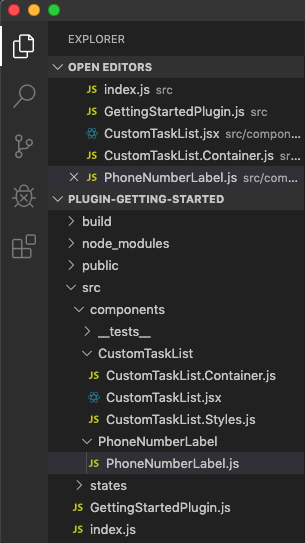 EXPLORER
OPEN EDITORS
JS index.js src
JS GettingStartedPlugin.js src
CustomTaskList.jsx src/compon...
JS CustomTaskList.Container.js src...
JS PhoneNumberLabel.js src/com...
PLUGIN-GETTING-STARTED
build
node_modules
public
src
components
__tests__
CustomTaskList
JS CustomTaskList.Container.js
CustomTaskList.jsx
JS CustomTaskList.Styles.js
PhoneNumberLabel
JS PhoneNumberLabel.js
states
JS GettingStartedPlugin.js
JS index.js